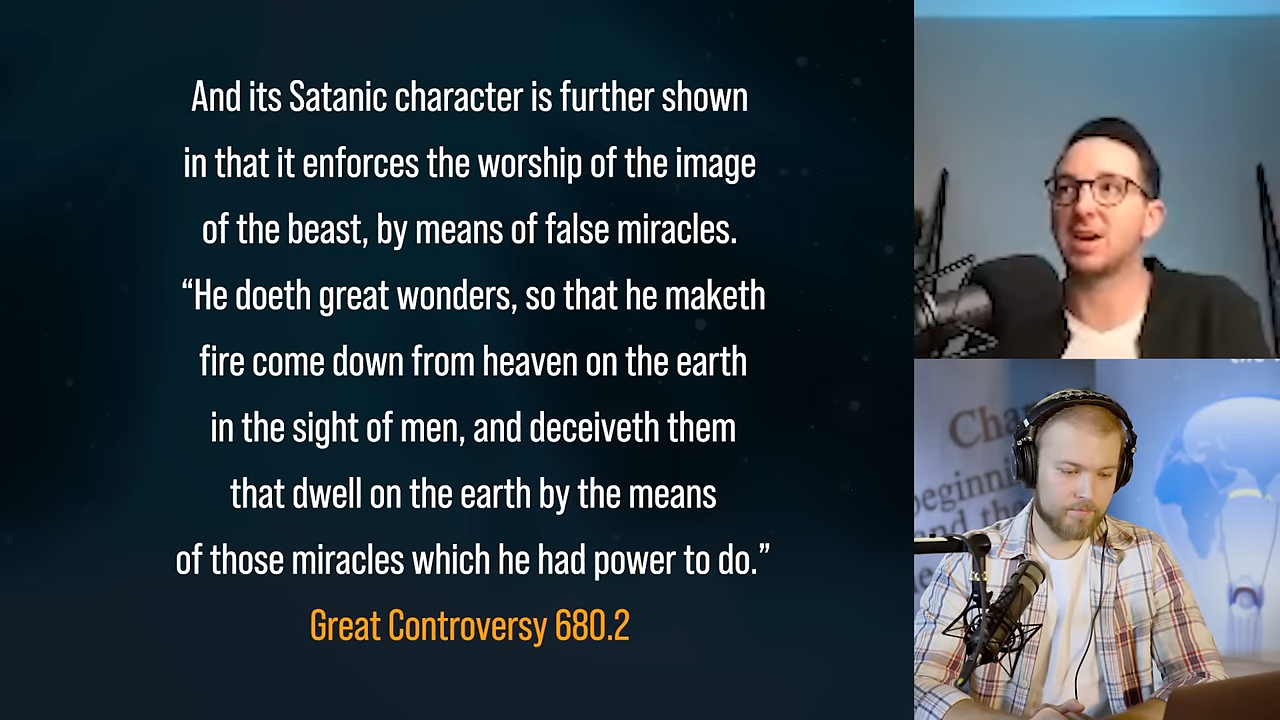 And its Satanic character is further shown
in that it enforces the worship of the image
of the beast, by means of false miracles.
“He doeth great wonders, so that he maketh
fire come down from heaven on the earth
in the sight of men, and deceiveth them
that dwell on the earth by the means
of those miracles which he had power to do.”
Great Controversy 680.2
and